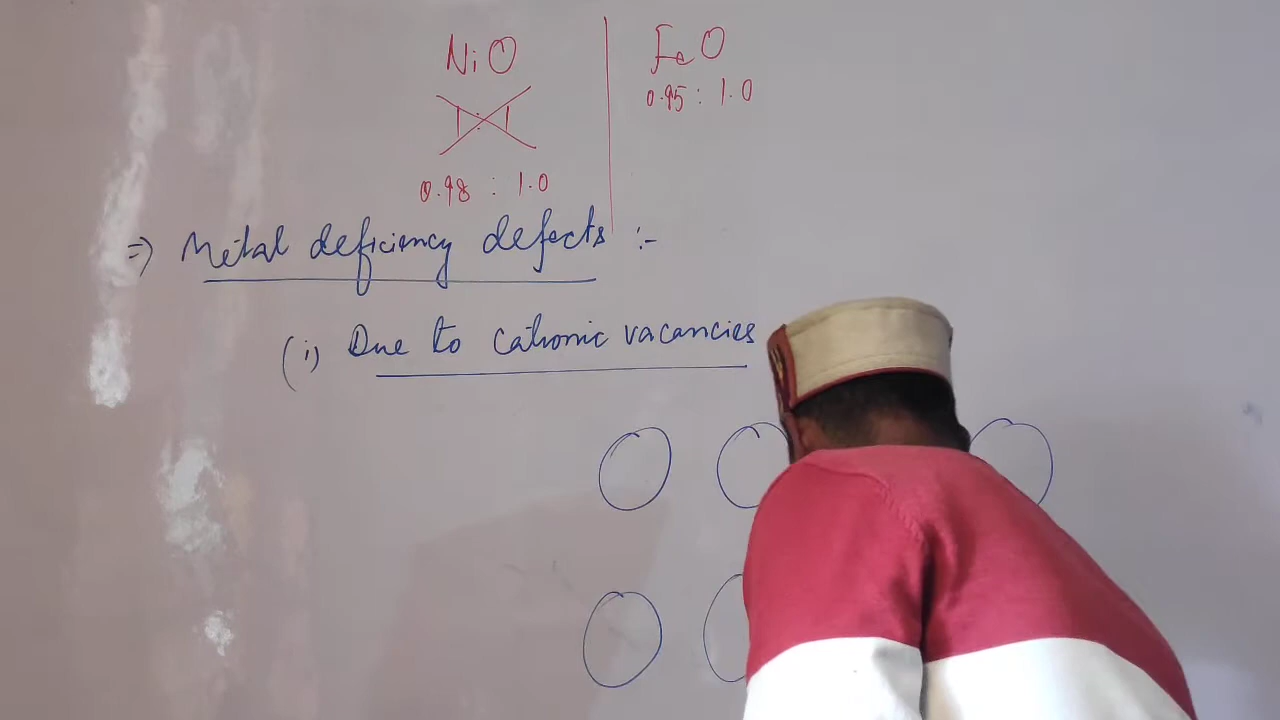 NiO
1:1
0.98 : 1.0
FeO
0.95 : 1.0
=) Metal deficiency defects :-
(i) Due to cationic vacancies